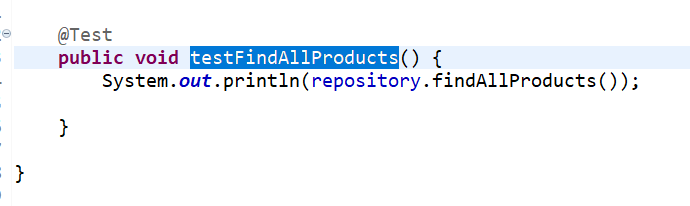 @Test
public void testFindAllProducts() {
System.out.println(repository.findAllProducts());
}
}